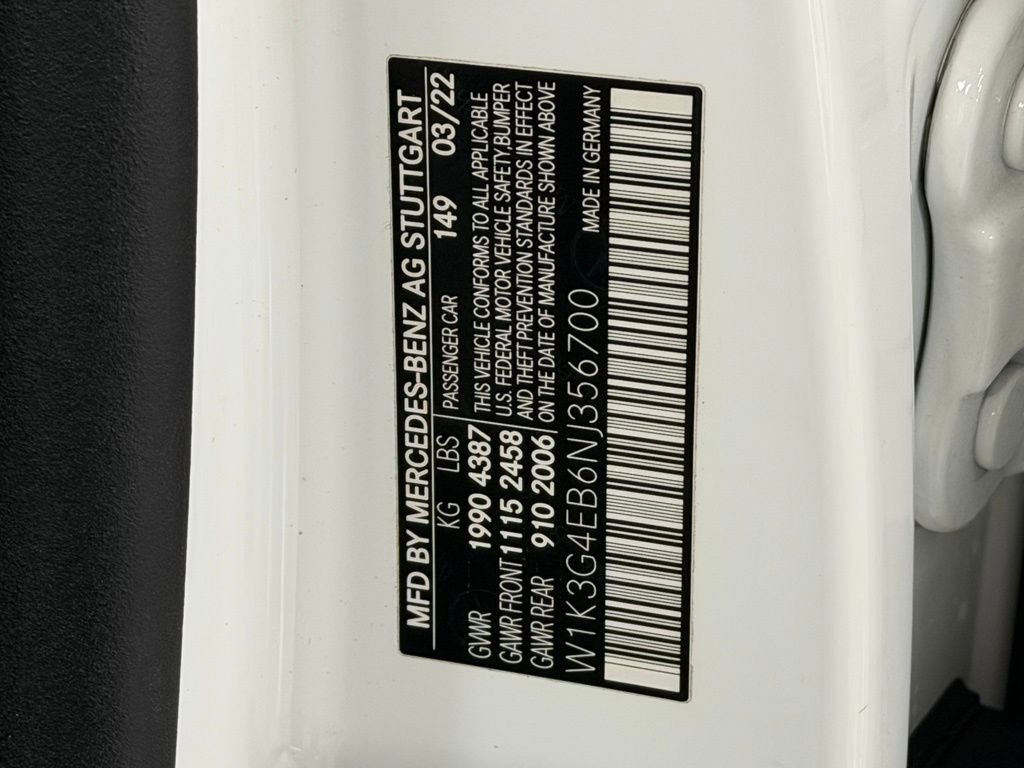 MFD BY MERCEDES-BENZ AG STUTTGART
KG LBS PASSENGER CAR 149 03/22
GVWR 1990 4387 THIS VEHICLE CONFORMS TO ALL APPLICABLE
GAWR FRONT 1115 2458 U.S. FEDERAL MOTOR VEHICLE SAFETY, BUMPER
GAWR REAR 910 2006 AND THEFT PREVENTION STANDARDS IN EFFECT
ON THE DATE OF MANUFACTURE SHOWN ABOVE
W1K3G4EB6NJ356700 MADE IN GERMANY